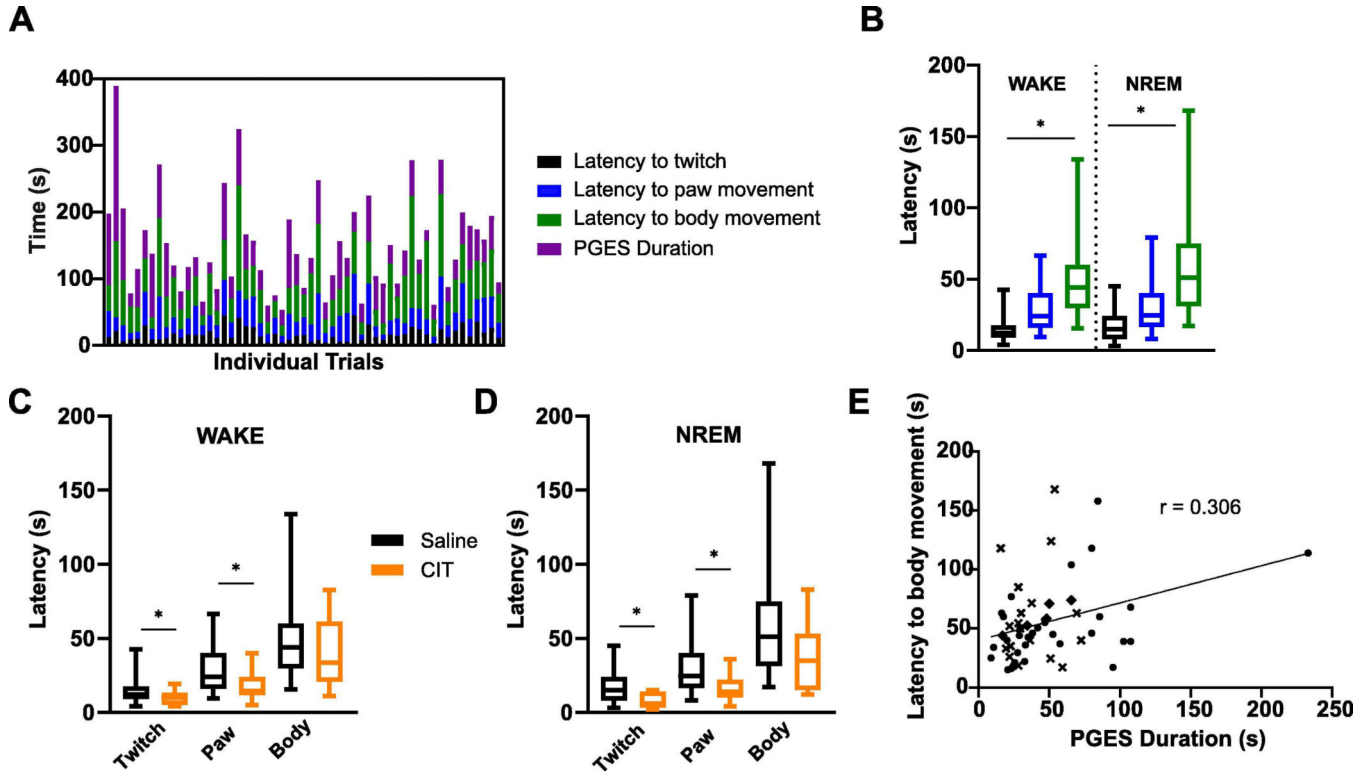 A
400
300
200
100
0
Time (s)
Individual Trials
Latency to twitch
Latency to paw movement
Latency to body movement
PGES Duration
B
200
150
100
50
0
Latency (s)
WAKE
NREM
*
*
C
200
150
100
50
0
Latency (s)
WAKE
*
*
Twitch
Paw
Body
Saline
CIT
D
200
150
100
50
0
Latency (s)
NREM
*
*
Twitch
Paw
Body
E
200
150
100
50
0
Latency to body movement (s)
r = 0.306
0
50
100
150
200
250
PGES Duration (s)